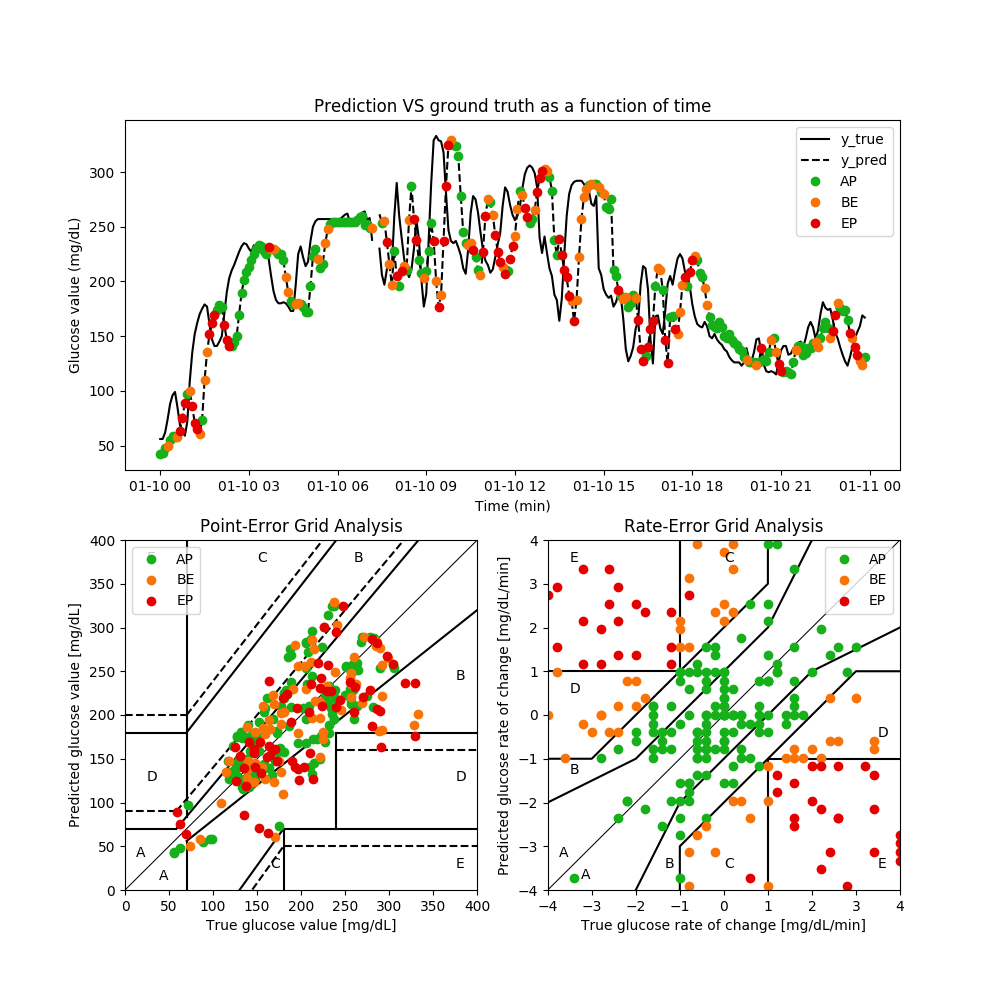 Prediction VS ground truth as a function of time
Glucose value (mg/dL)
300
250
200
150
100
50
y_true
y_pred
AP
BE
EP
01-10 00 01-10 03 01-10 06 01-10 09 01-10 12 01-10 15 01-10 18 01-10 21 01-11 00
Time (min)
Point-Error Grid Analysis
Predicted glucose value [mg/dL]
400
350
300
250
200
150
100
50
0
AP
BE
EP
C B
B
D D
A
A C E
0 50 100 150 200 250 300 350 400
True glucose value [mg/dL]
Rate-Error Grid Analysis
Predicted glucose rate of change [mg/dL/min]
4
3
2
1
0
−1
−2
−3
−4
AP
BE
EP
E C
D
D
B
A
B C E
A
−4 −3 −2 −1 0 1 2 3 4
True glucose rate of change [mg/dL/min]